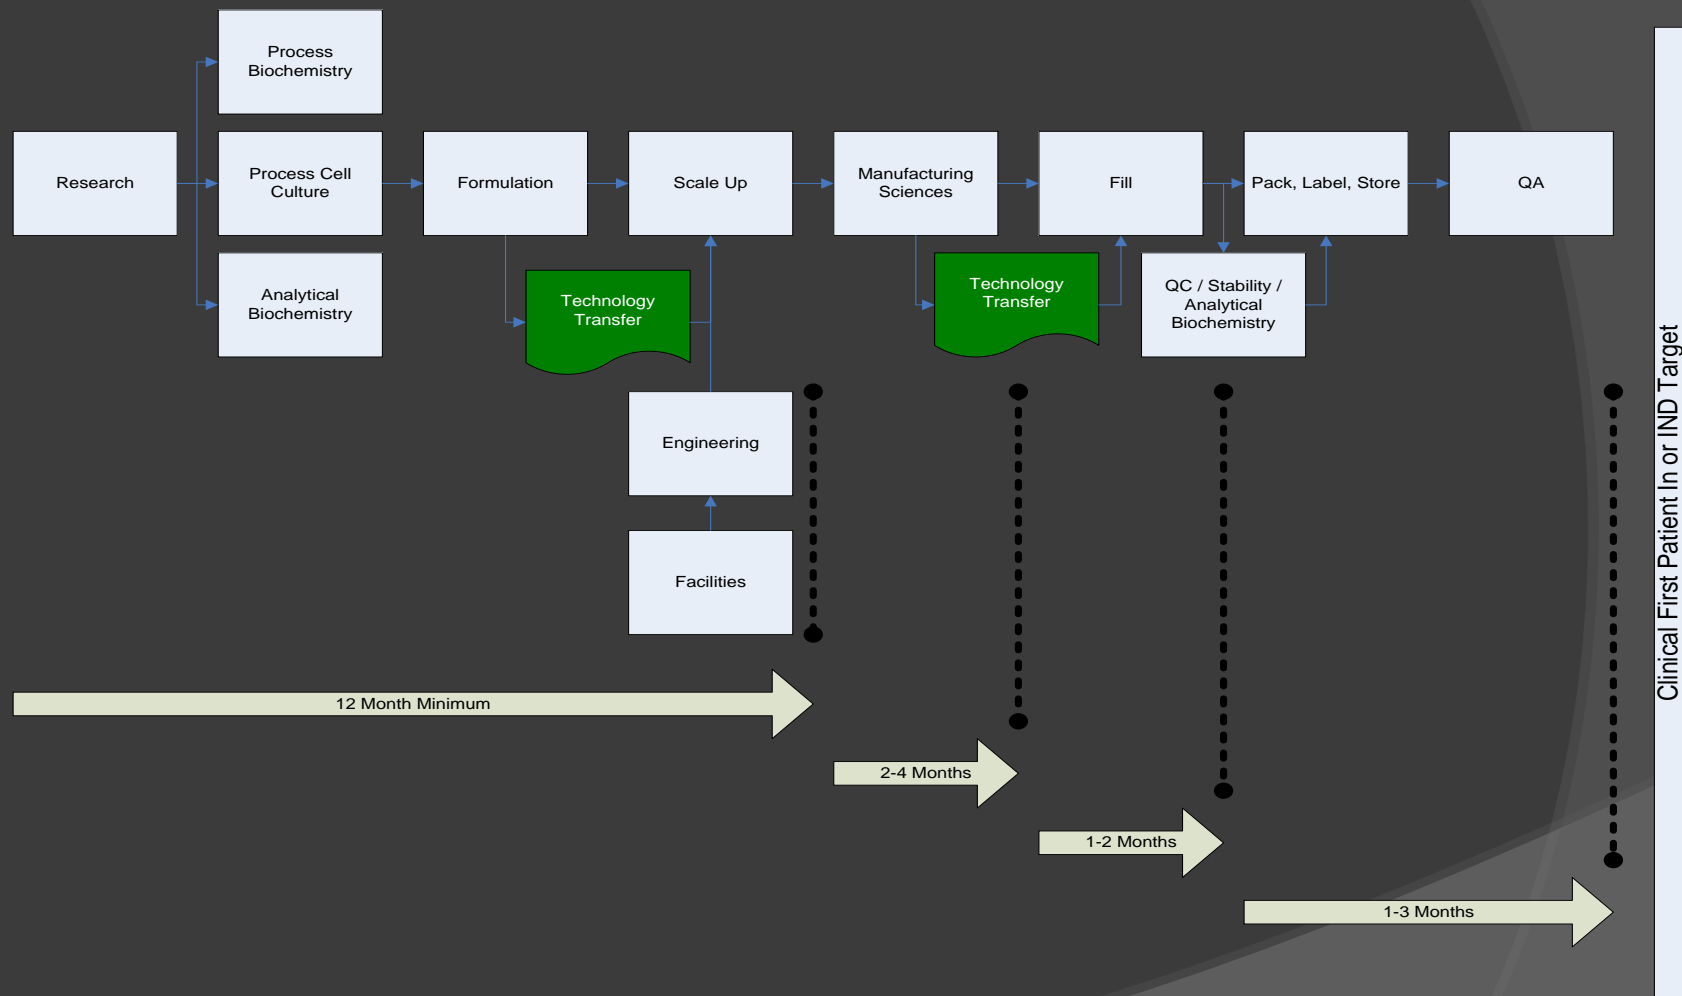 Process
Biochemistry
Research
Process Cell
Culture
Formulation
Scale Up
Manufacturing
Sciences
Fill
Pack, Label, Store
QA
Analytical
Biochemistry
Technology
Transfer
Technology
Transfer
QC / Stability /
Analytical
Biochemistry
Engineering
Facilities
12 Month Minimum
2-4 Months
1-2 Months
1-3 Months
Clinical First Patient In or IND Target